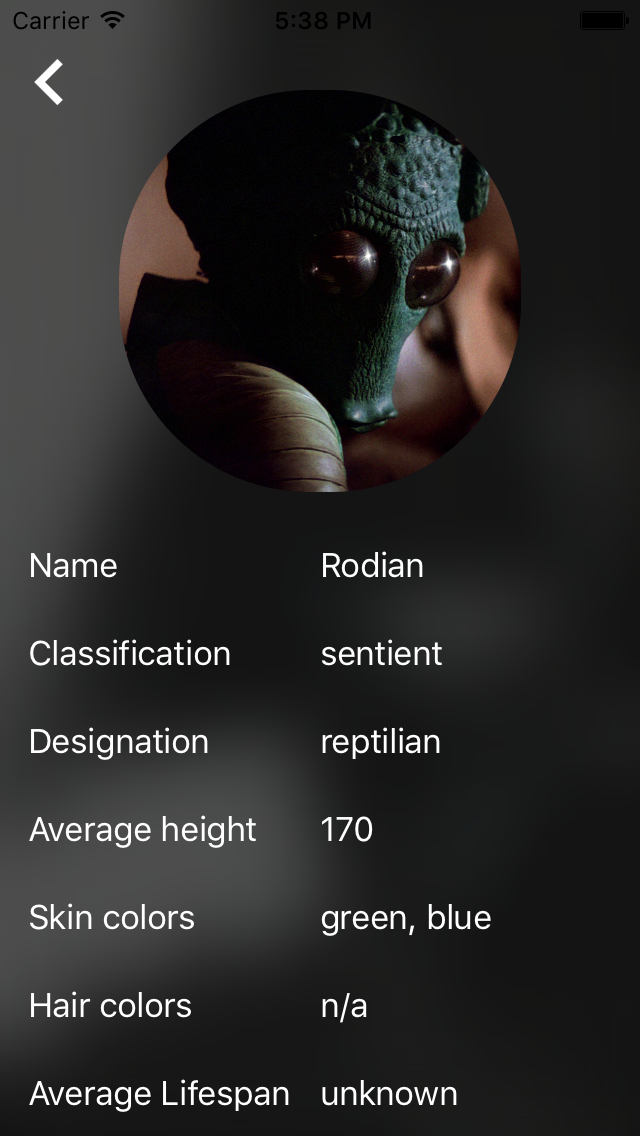 Carrier 5:38 PM
Name Rodian
Classification sentient
Designation reptilian
Average height 170
Skin colors green, blue
Hair colors n/a
Average Lifespan unknown